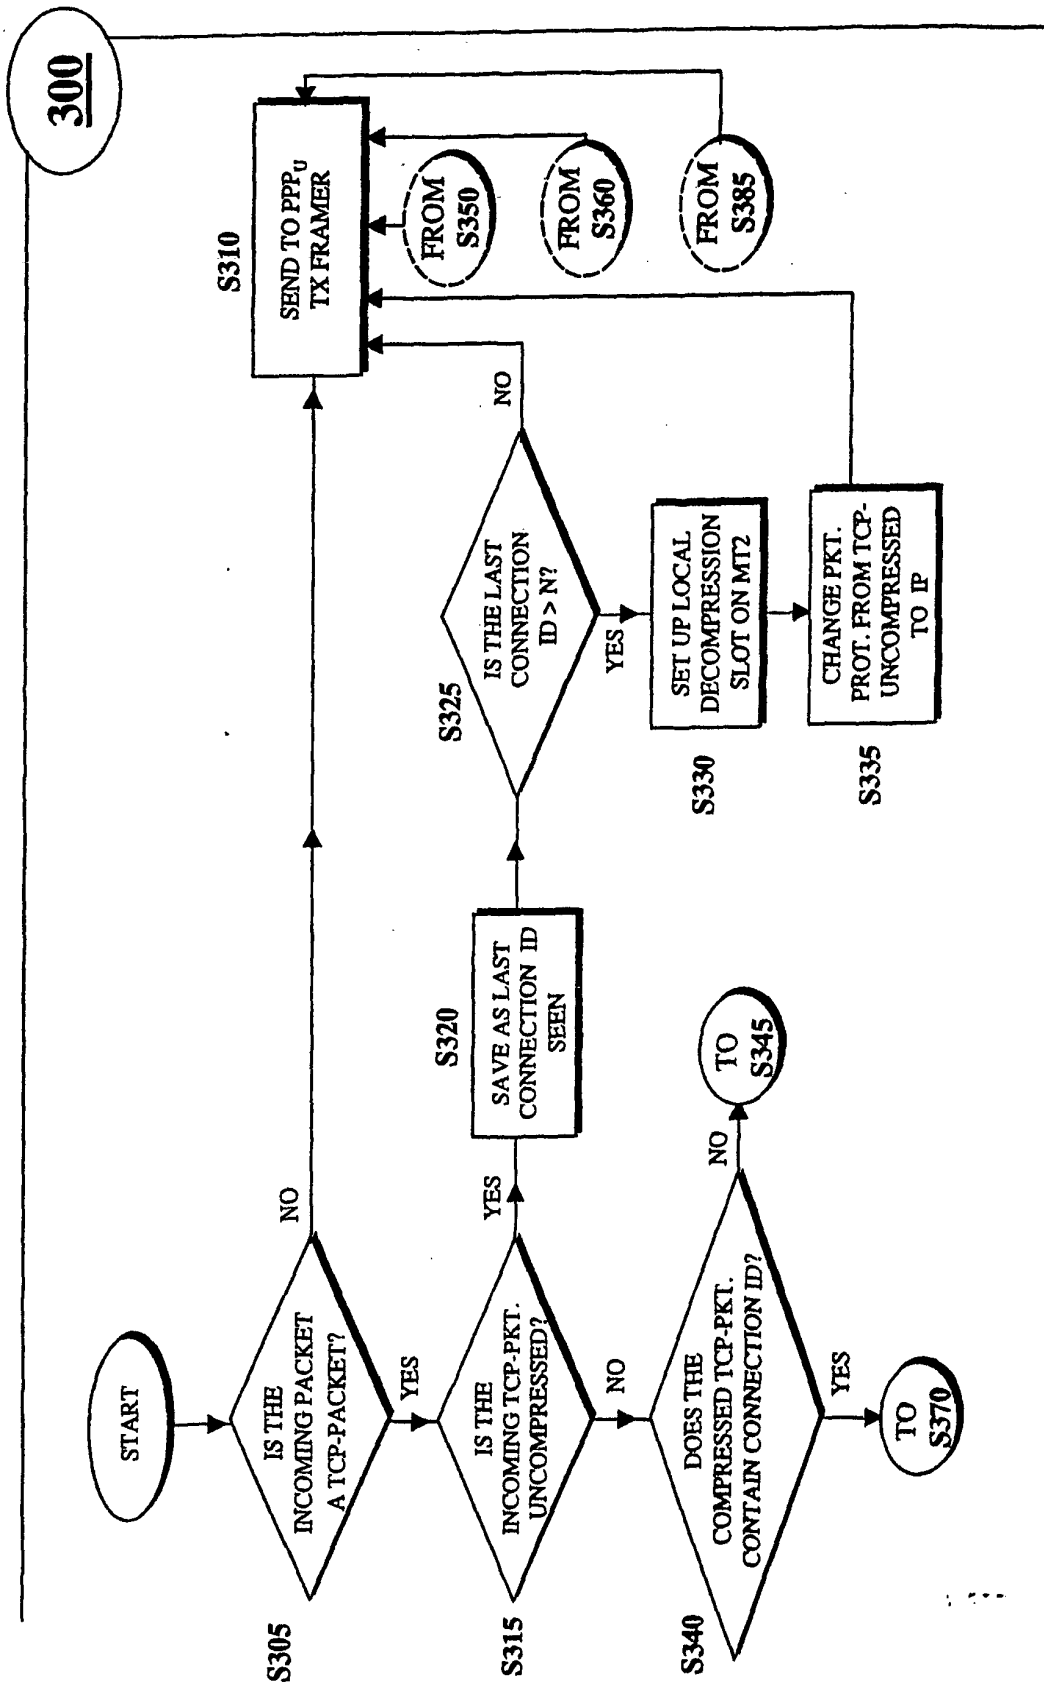 300
START
S305
IS THE
INCOMING PACKET
A TCP-PACKET?
NO
YES
S310
SEND TO PPPU
TX FRAMER
S315
IS THE
INCOMING TCP-PKT.
UNCOMPRESSED?
YES
NO
S320
SAVE AS LAST
CONNECTION ID
SEEN
S325
IS THE LAST
CONNECTION
ID > N?
NO
YES
S330
SET UP LOCAL
DECOMPRESSION
SLOT ON MT2
S335
CHANGE PKT.
PROT. FROM TCP-
UNCOMPRESSED
TO IP
FROM
S350
FROM
S360
FROM
S385
S340
DOES THE
COMPRESSED TCP-PKT.
CONTAIN CONNECTION ID?
NO
TO
S345
YES
TO
S370